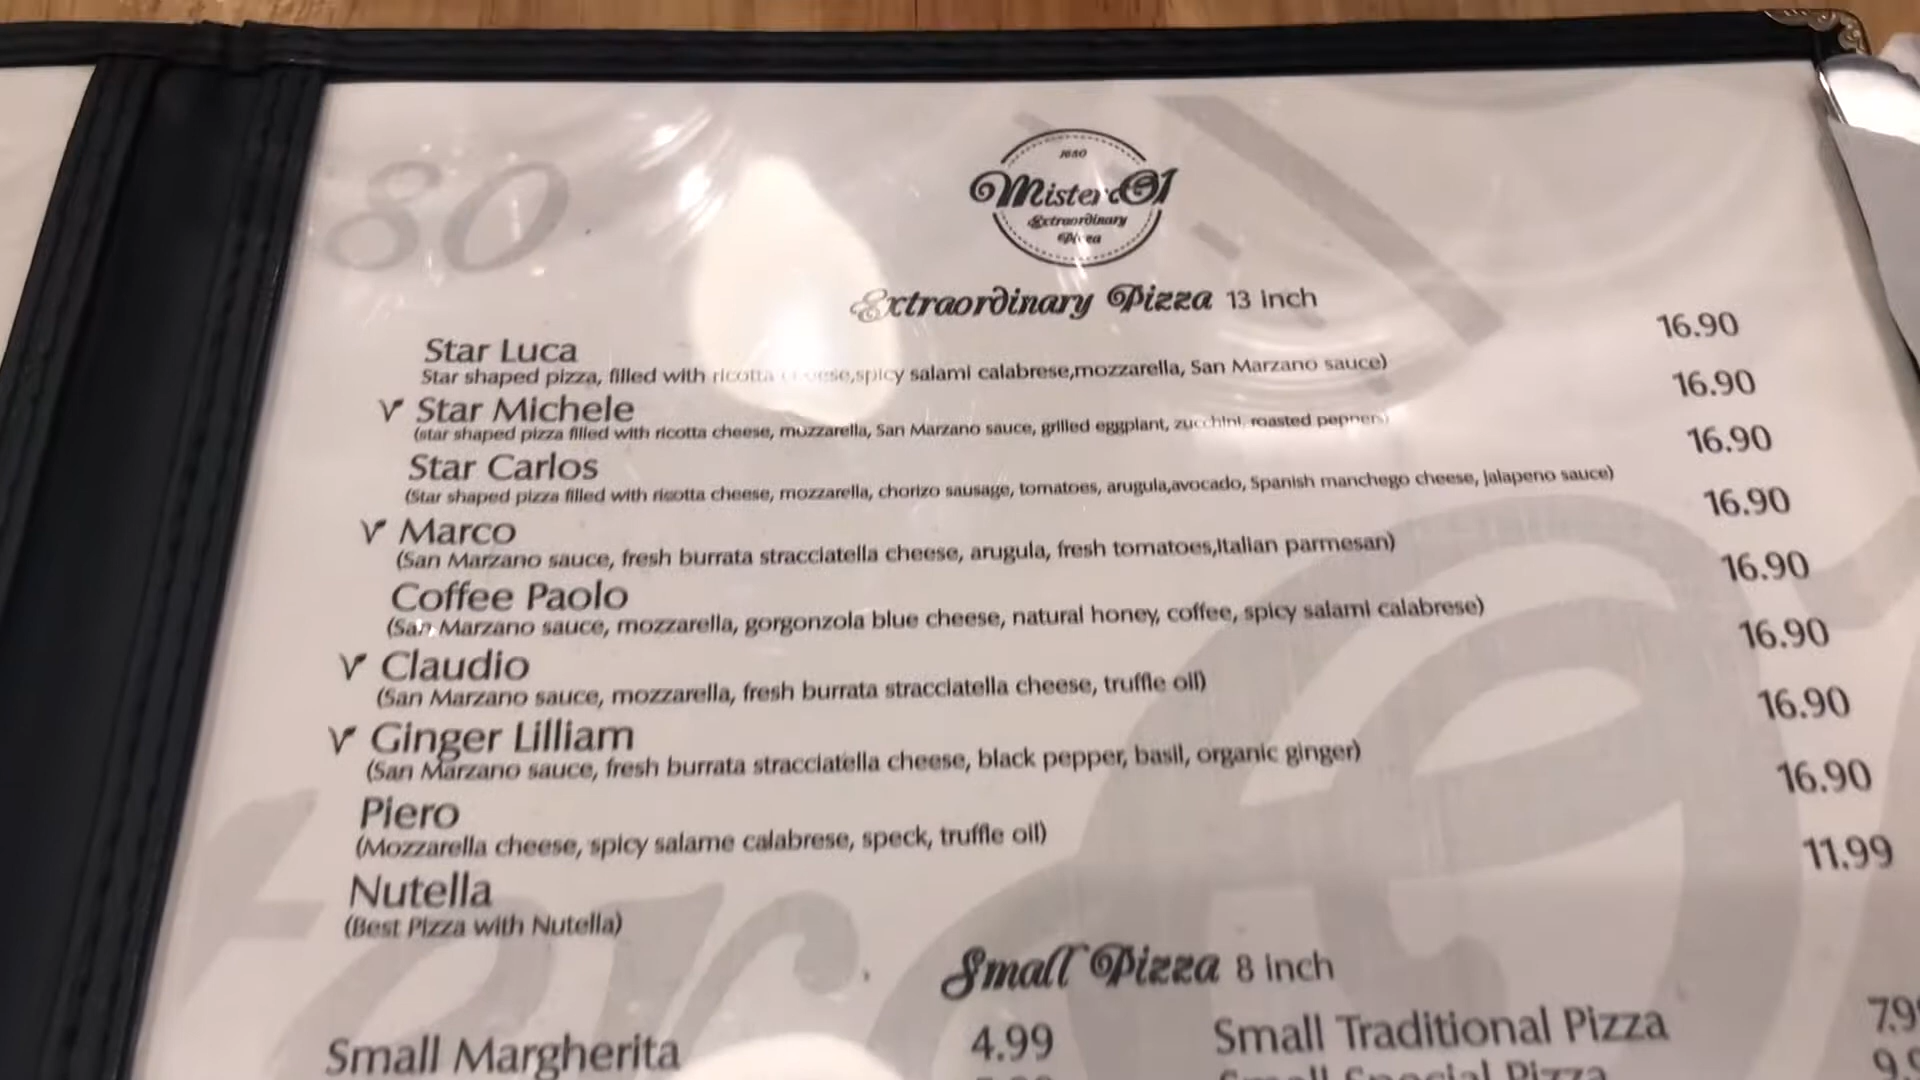 80
1680
Mister O1
Extraordinary
Pizza
Extraordinary Pizza 13 inch
Star Luca 16.90
Star shaped pizza, filled with ricotta cheese,spicy salami calabrese,mozzarella, San Marzano sauce)
V Star Michele 16.90
(star shaped pizza filled with ricotta cheese, mozzarella, San Marzano sauce, grilled eggplant, zucchini, roasted peppers)
Star Carlos 16.90
(Star shaped pizza filled with ricotta cheese, mozzarella, chorizo sausage, tomatoes, arugula,avocado, Spanish manchego cheese, jalapeno sauce)
V Marco 16.90
(San Marzano sauce, fresh burrata stracciatella cheese, arugula, fresh tomatoes,Italian parmesan)
Coffee Paolo 16.90
(San Marzano sauce, mozzarella, gorgonzola blue cheese, natural honey, coffee, spicy salami calabrese)
V Claudio 16.90
(San Marzano sauce, mozzarella, fresh burrata stracciatella cheese, truffle oil)
V Ginger Lilliam 16.90
(San Marzano sauce, fresh burrata stracciatella cheese, black pepper, basil, organic ginger)
Piero 16.90
(Mozzarella cheese, spicy salame calabrese, speck, truffle oil)
Nutella 11.99
(Best Pizza with Nutella)
Small Pizza 8 inch
Small Margherita 4.99 Small Traditional Pizza
Small Special Pizza